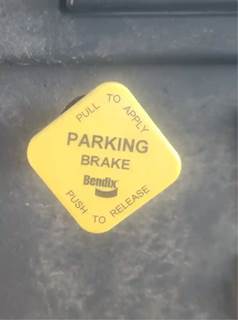 PULL TO APPLY
PARKING
BRAKE
Bendix
PUSH TO RELEASE